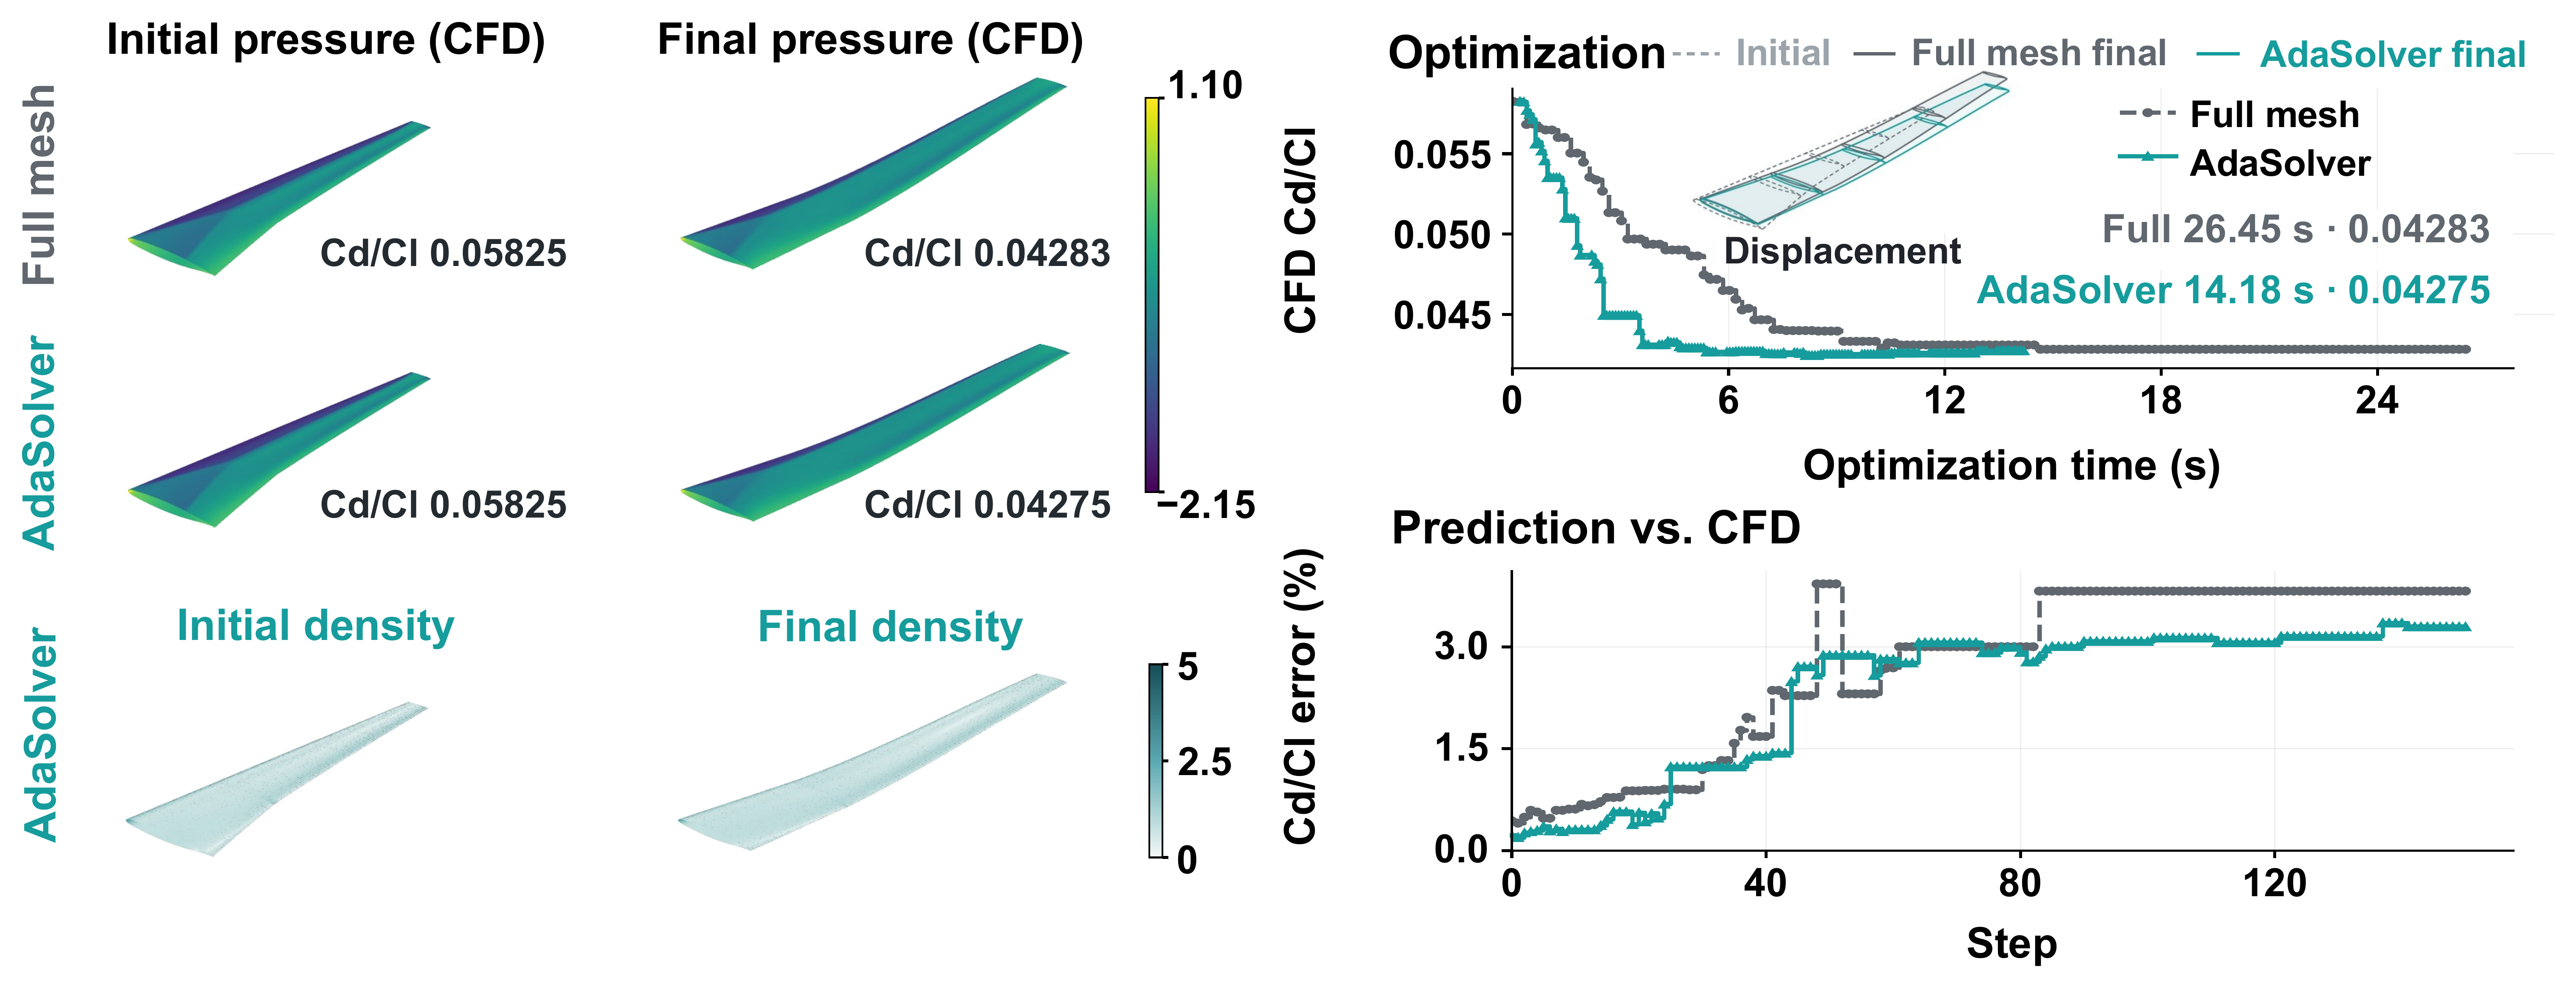 Initial pressure (CFD)
Final pressure (CFD)
Full mesh
Cd/Cl 0.05825
Cd/Cl 0.04283
1.10
−2.15
AdaSolver
Cd/Cl 0.05825
Cd/Cl 0.04275
Initial density
Final density
AdaSolver
5
2.5
0
Optimization
Initial
Full mesh final
AdaSolver final
Full mesh
AdaSolver
Full 26.45 s · 0.04283
AdaSolver 14.18 s · 0.04275
Displacement
CFD Cd/Cl
0.055
0.050
0.045
0 6 12 18 24
Optimization time (s)
Prediction vs. CFD
Cd/Cl error (%)
3.0
1.5
0.0
0 40 80 120
Step